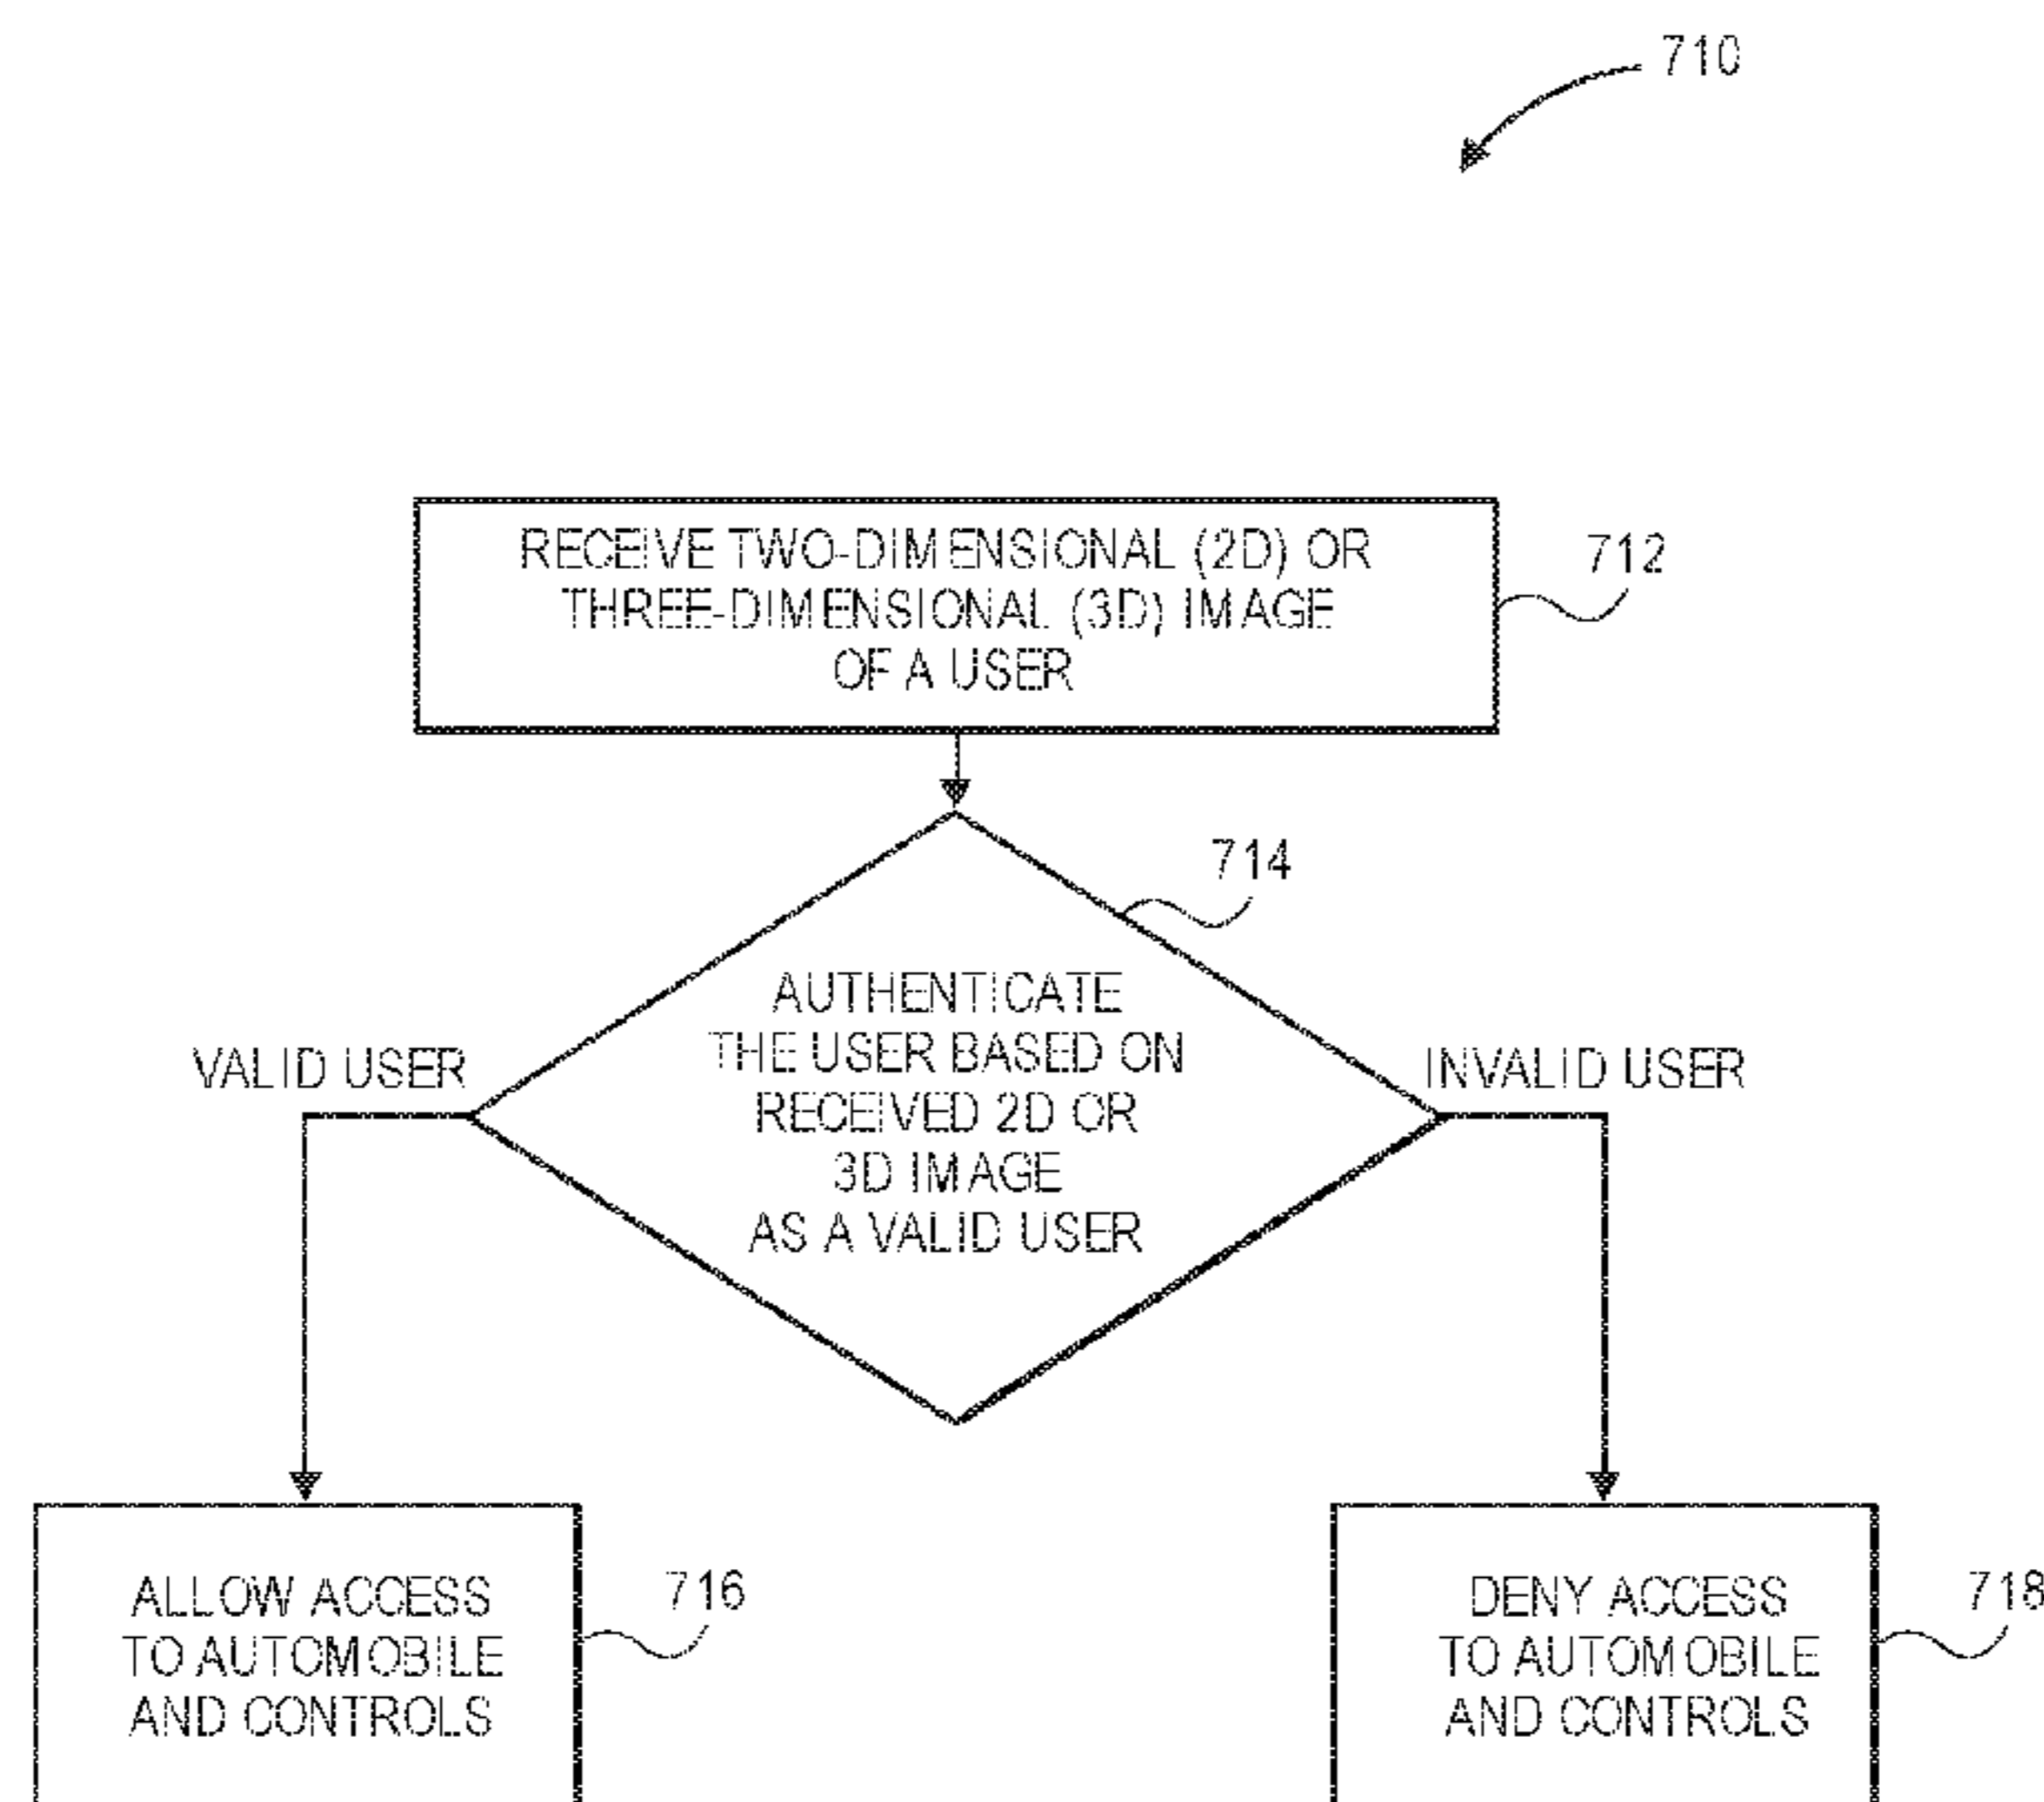 710
RECEIVE TWO-DIMENSIONAL (2D) OR
THREE-DIMENSIONAL (3D) IMAGE
OF A USER
712
714
AUTHENTICATE
THE USER BASED ON
RECEIVED 2D OR
3D IMAGE
AS A VALID USER
VALID USER
INVALID USER
ALLOW ACCESS
TO AUTOMOBILE
AND CONTROLS
716
DENY ACCESS
TO AUTOMOBILE
AND CONTROLS
718